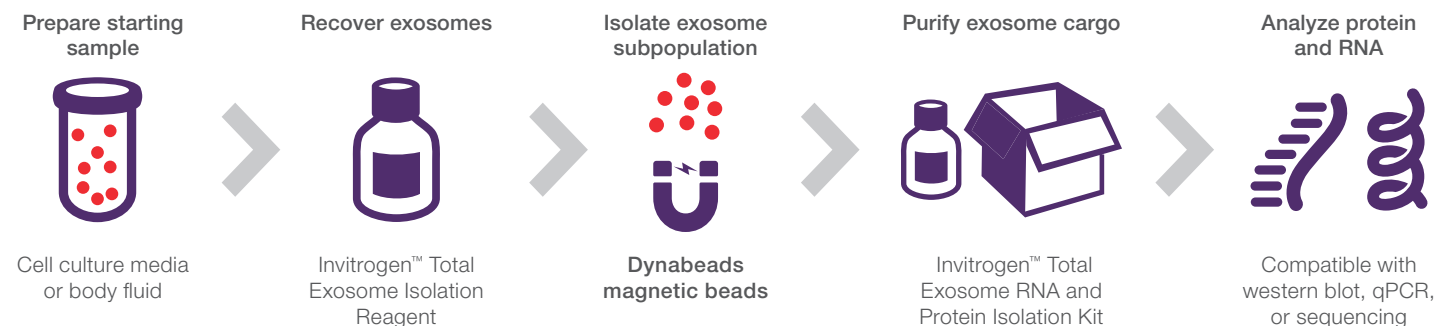 Prepare starting
sample
Recover exosomes
Isolate exosome
subpopulation
Purify exosome cargo
Analyze protein
and RNA
Cell culture media
or body fluid
Invitrogen™ Total
Exosome Isolation
Reagent
Dynabeads
magnetic beads
Invitrogen™ Total
Exosome RNA and
Protein Isolation Kit
Compatible with
western blot, qPCR,
or sequencing